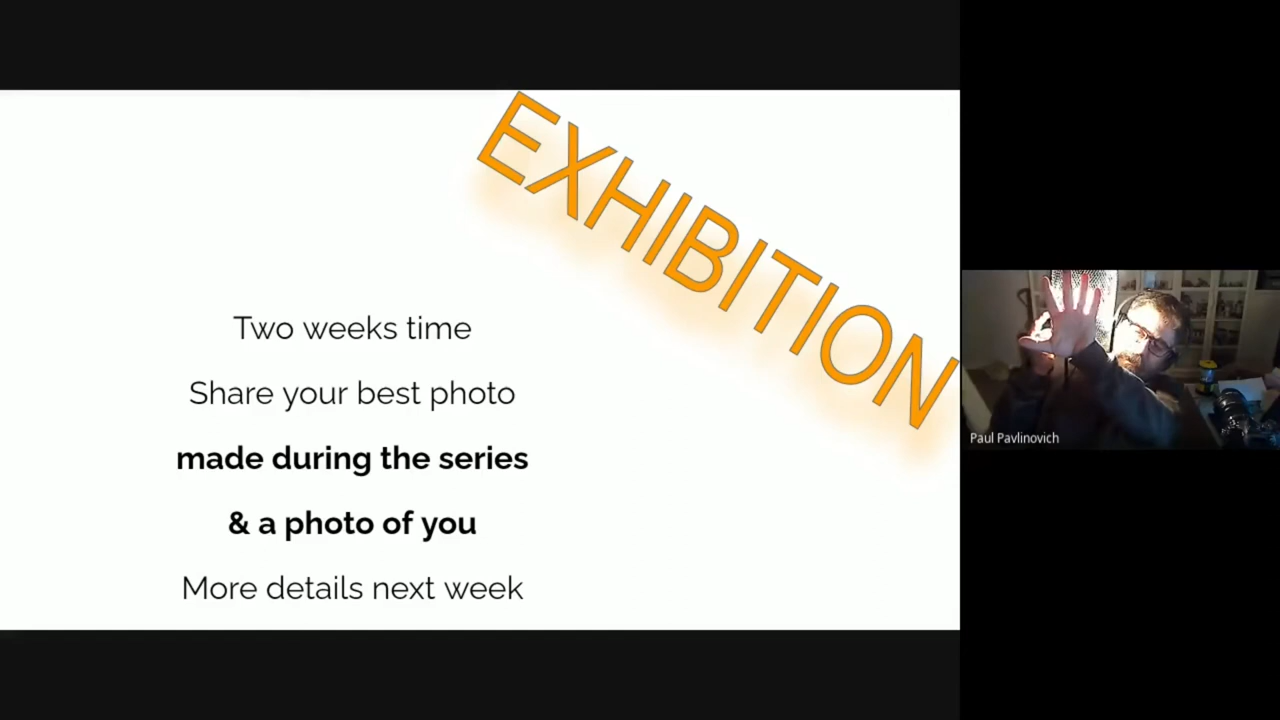 EXHIBITION
Two weeks time
Share your best photo
made during the series
& a photo of you
More details next week
Paul Pavlinovich